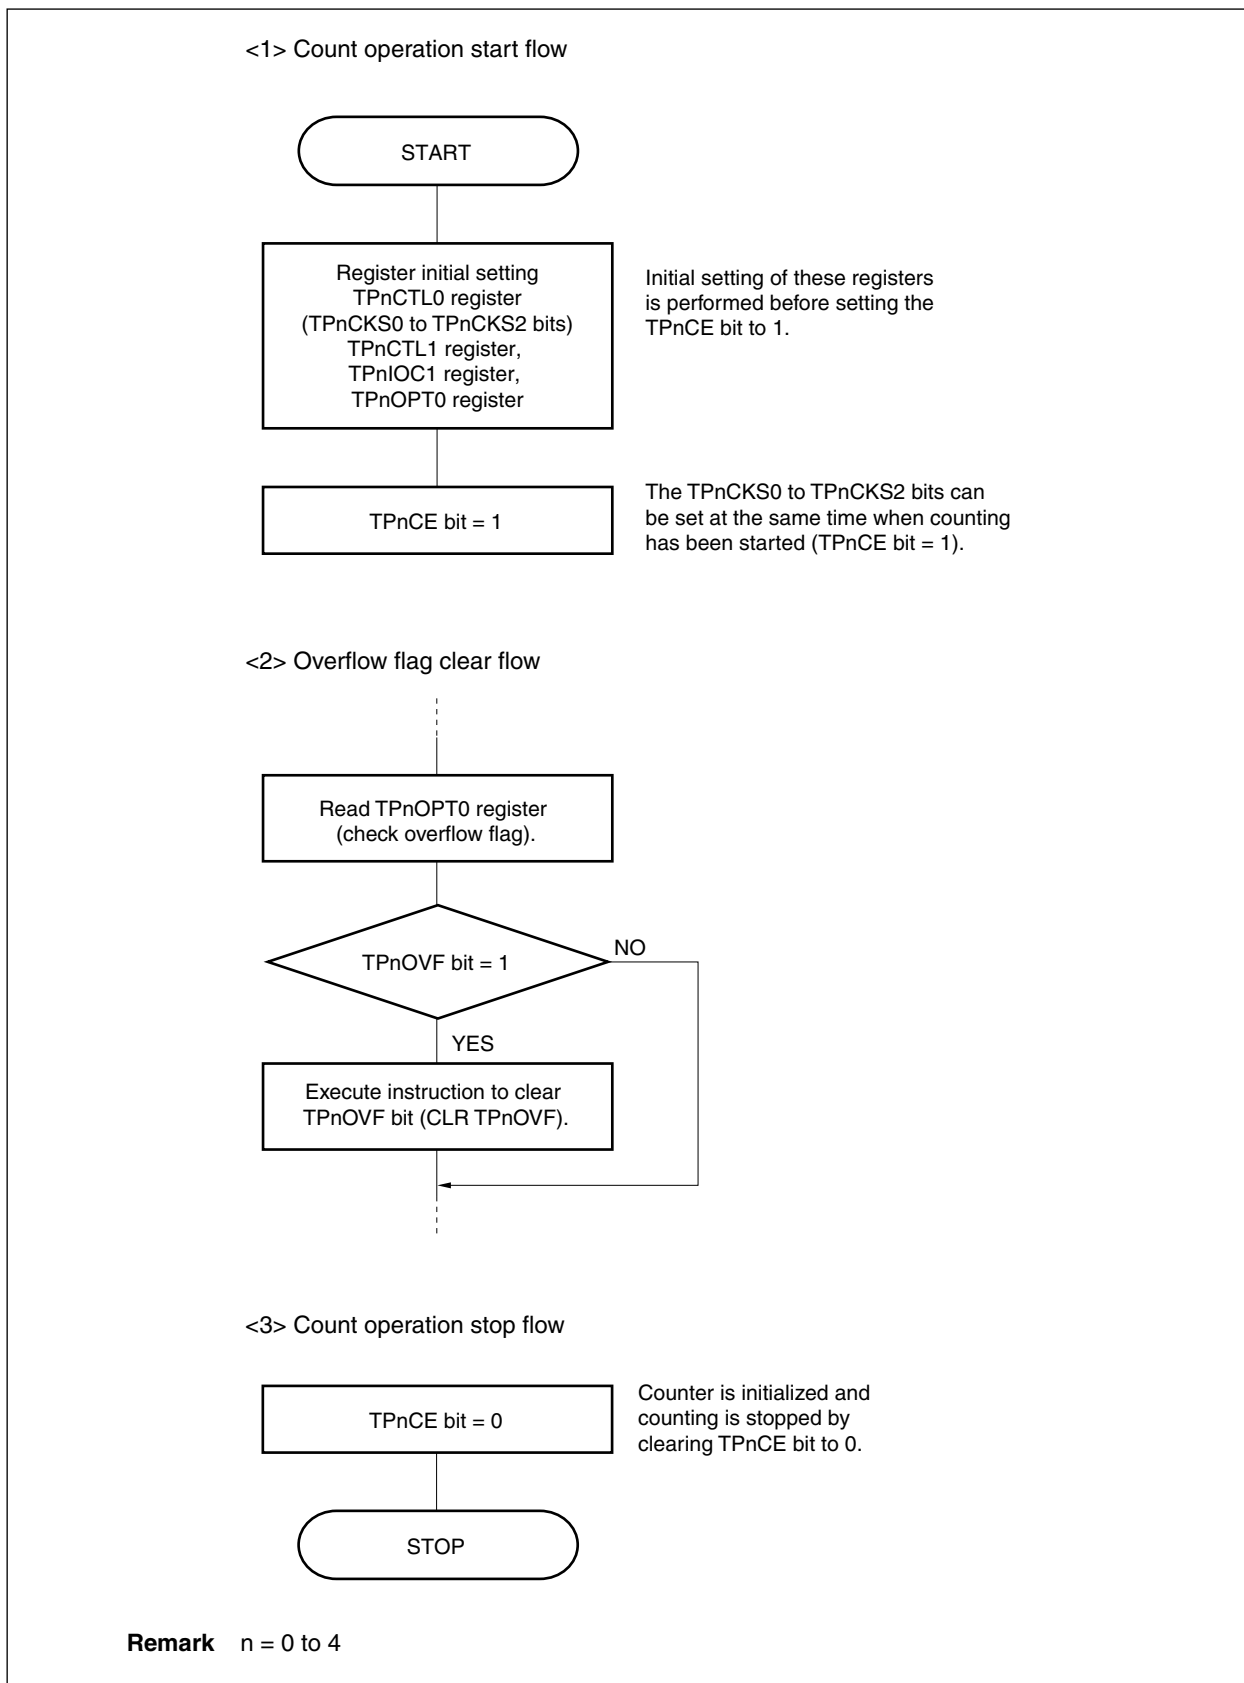 <1> Count operation start flow
START
Register initial setting
TPnCTL0 register
(TPnCKS0 to TPnCKS2 bits)
TPnCTL1 register,
TPnIOC1 register,
TPnOPT0 register
Initial setting of these registers
is performed before setting the
TPnCE bit to 1.
TPnCE bit = 1
The TPnCKS0 to TPnCKS2 bits can
be set at the same time when counting
has been started (TPnCE bit = 1).
<2> Overflow flag clear flow
Read TPnOPT0 register
(check overflow flag).
TPnOVF bit = 1
NO
YES
Execute instruction to clear
TPnOVF bit (CLR TPnOVF).
<3> Count operation stop flow
TPnCE bit = 0
Counter is initialized and
counting is stopped by
clearing TPnCE bit to 0.
STOP
Remark n = 0 to 4